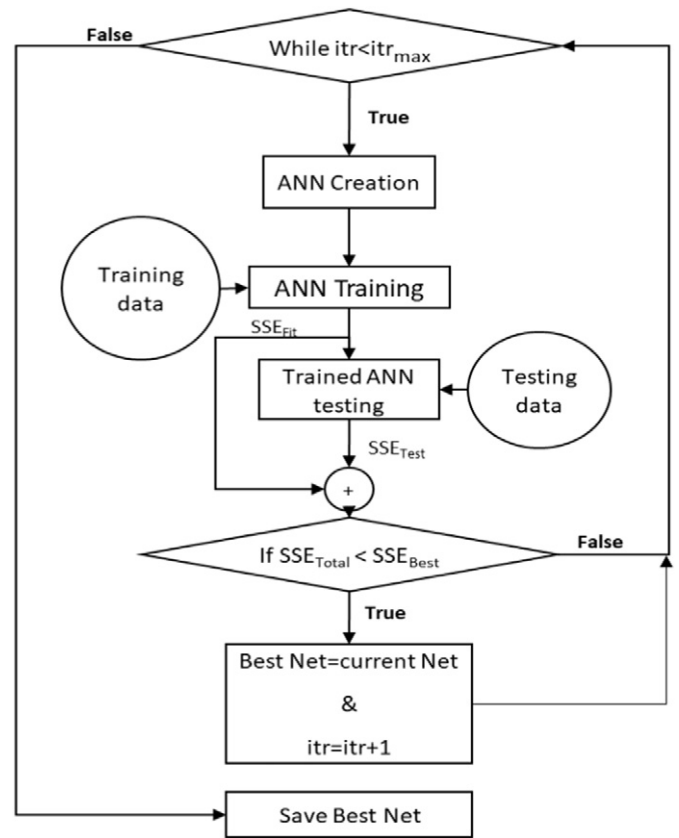 False
While itr<itrmax
True
ANN Creation
Training
data
ANN Training
SSEFit
Trained ANN
testing
Testing
data
SSETest
+
If SSETotal < SSEBest
False
True
Best Net=current Net
&
itr=itr+1
Save Best Net